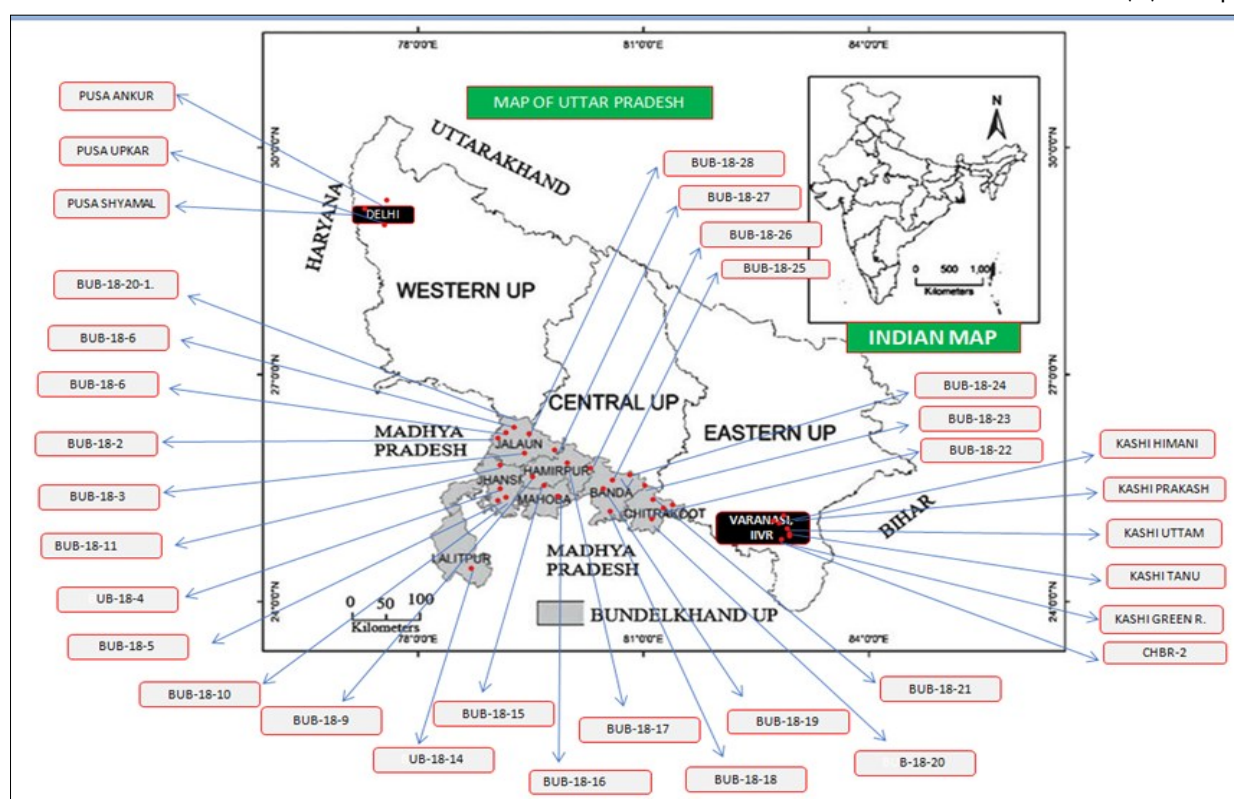 78°0'0"E
81°0'0"E
84°0'0"E
PUSA ANKUR
PUSA UPKAR
PUSA SHYAMAL
MAP OF UTTAR PRADESH
N
30°0'0"N
30°0'0"N
UTTARAKHAND
HARYANA
DELHI
WESTERN UP
BUB-18-28
BUB-18-27
BUB-18-26
BUB-18-25
0 500 1,00
Kilometers
INDIAN MAP
BUB-18-20-1.
BUB-18-6
BUB-18-6
BUB-18-2
BUB-18-3
BUB-18-11
UB-18-4
BUB-18-5
27°0'0"N
27°0'0"N
CENTRAL UP
EASTERN UP
MADHYA
PRADESH
JALAUN
HAMIRPUR
JHANSI
MAHOBA
BANDA
CHITRAKOOT
LALITPUR
MADHYA
PRADESH
BIHAR
VARANASI,
IIVR
BUB-18-24
BUB-18-23
BUB-18-22
KASHI HIMANI
KASHI PRAKASH
KASHI UTTAM
KASHI TANU
KASHI GREEN R.
CHBR-2
24°0'0"N
24°0'0"N
0 50 100
Kilometers
BUNDELKHAND UP
78°0'0"E
81°0'0"E
84°0'0"E
BUB-18-10
BUB-18-9
UB-18-14
BUB-18-15
BUB-18-16
BUB-18-17
BUB-18-18
BUB-18-19
B-18-20
BUB-18-21